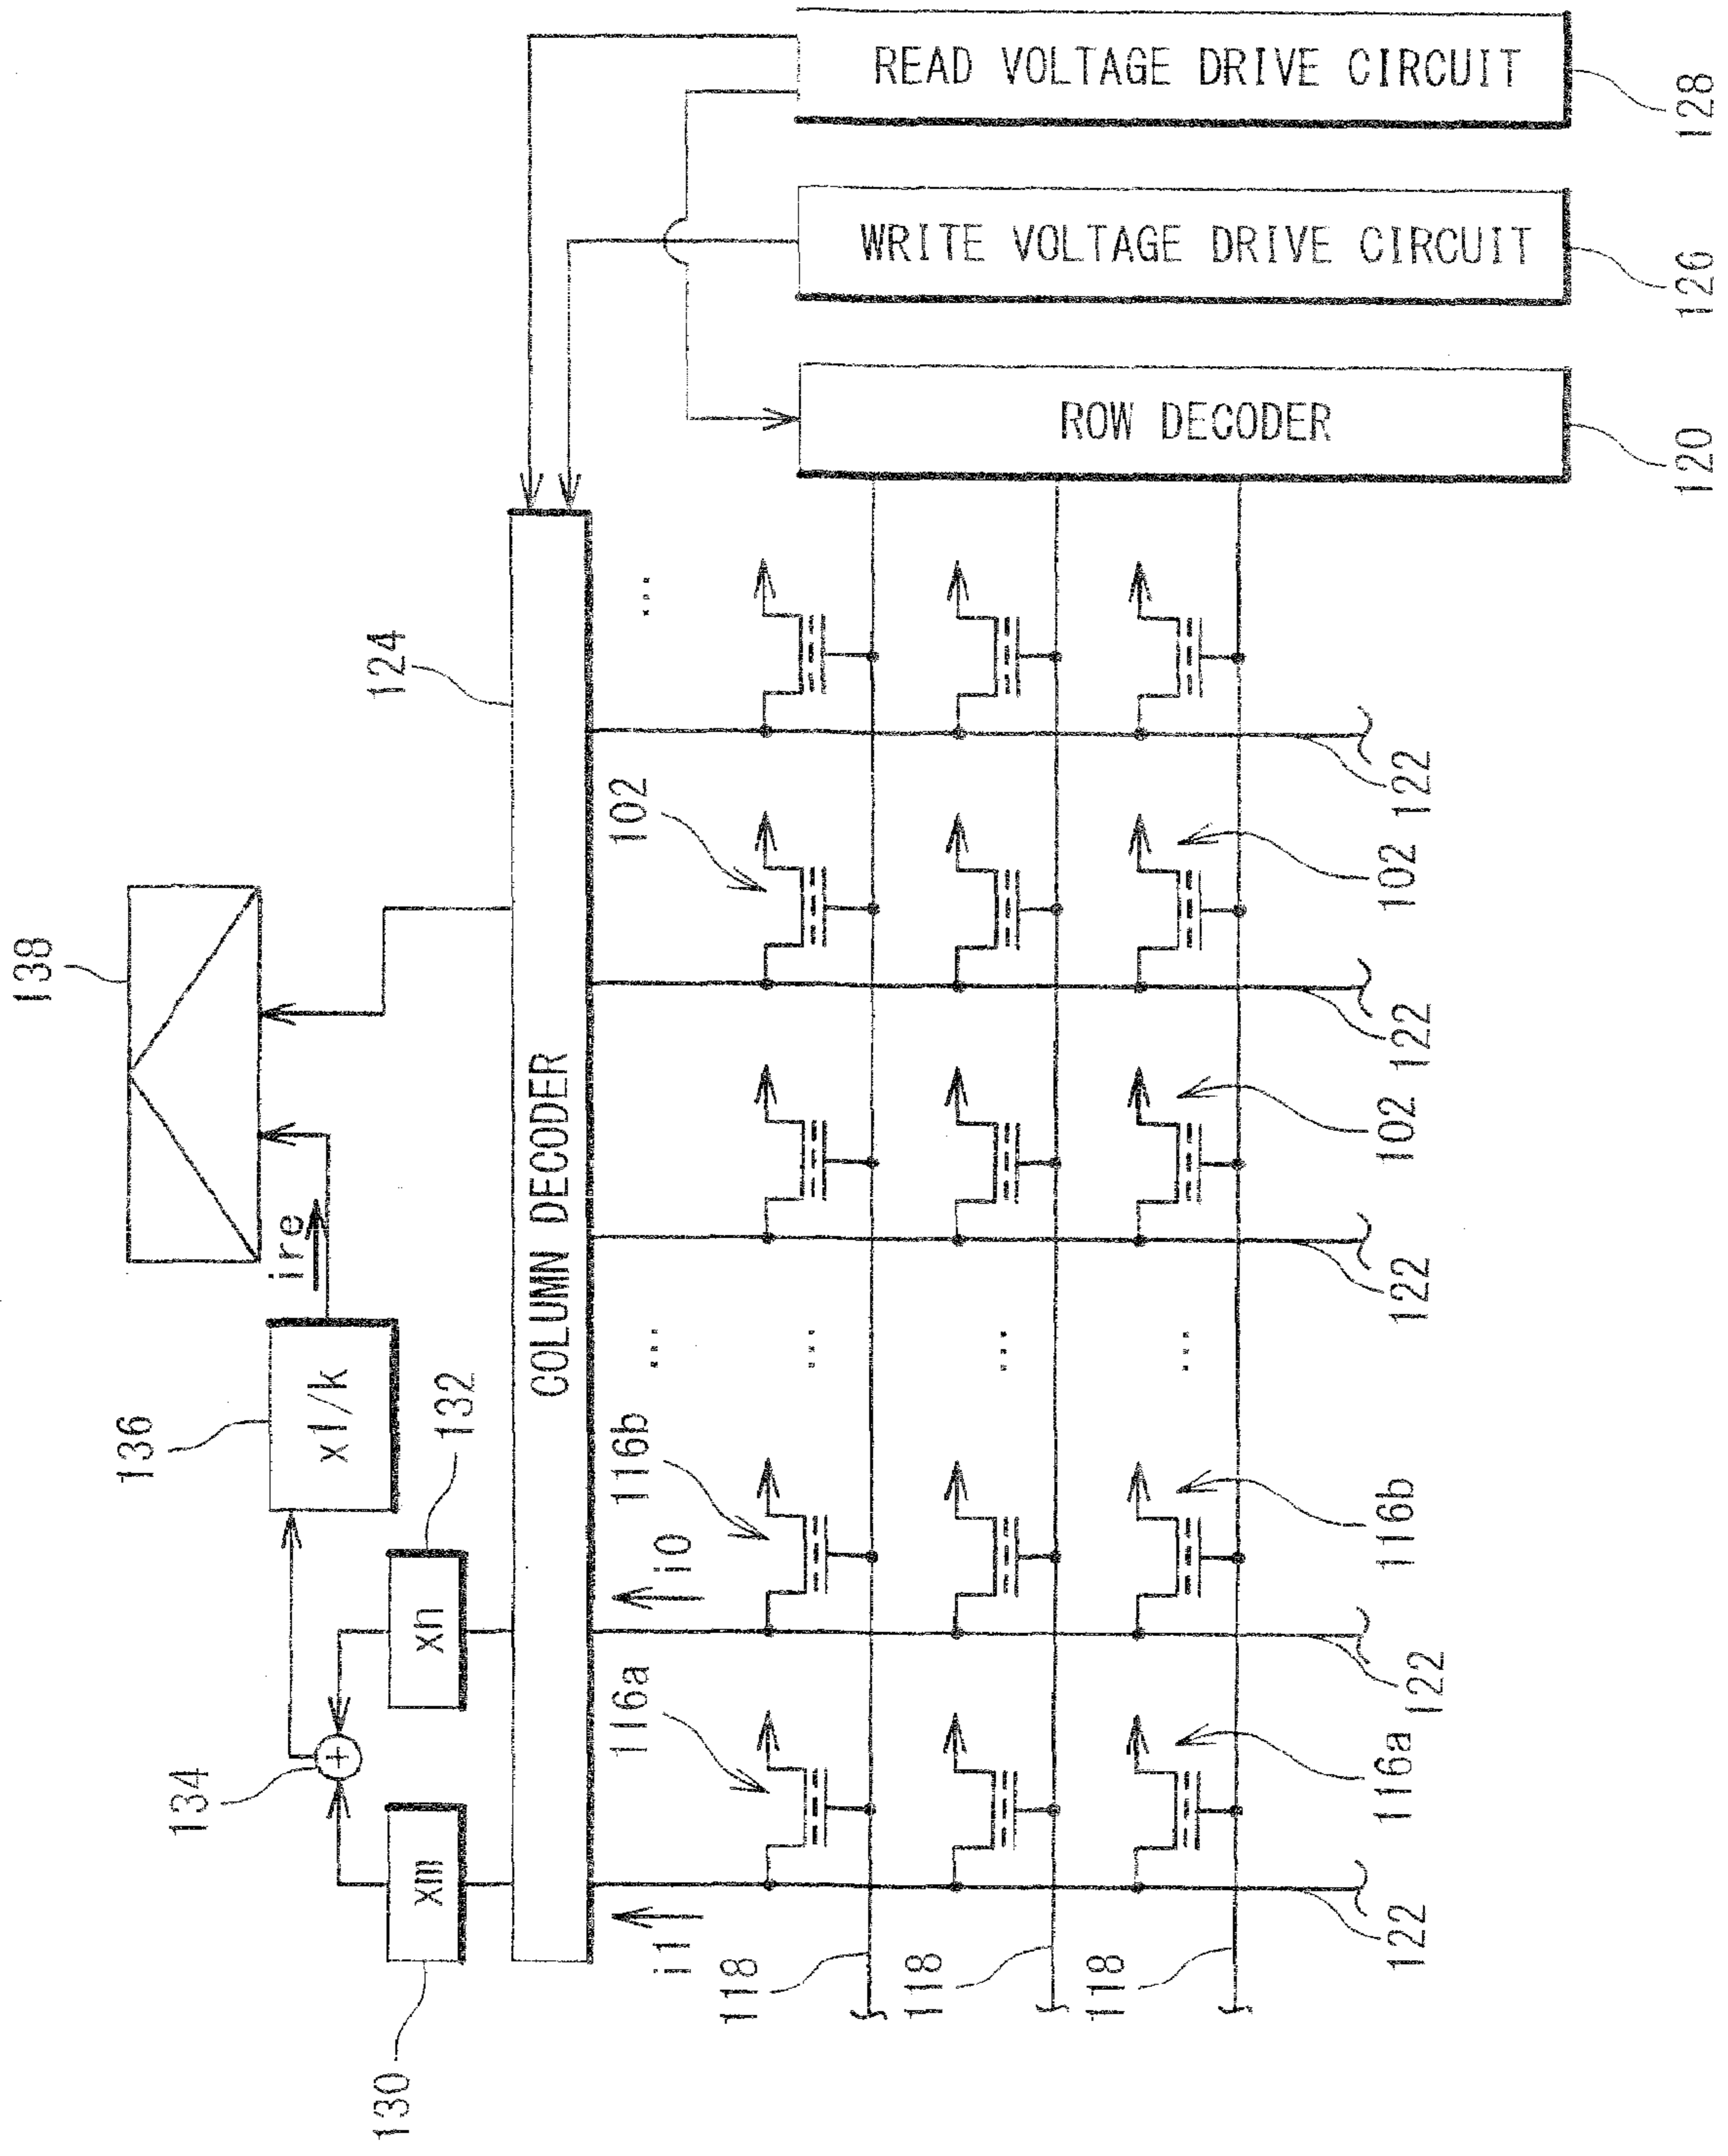 138
136
134
ire
x1/k
130
124
xm
xn
132
COLUMN DECODER
116a
116b
102
...
...
i1
i0
118
...
118
...
118
...
ROW DECODER
WRITE VOLTAGE DRIVE CIRCUIT
READ VOLTAGE DRIVE CIRCUIT
116a
116b
102
102
122
122
122
122
122
120
126
128